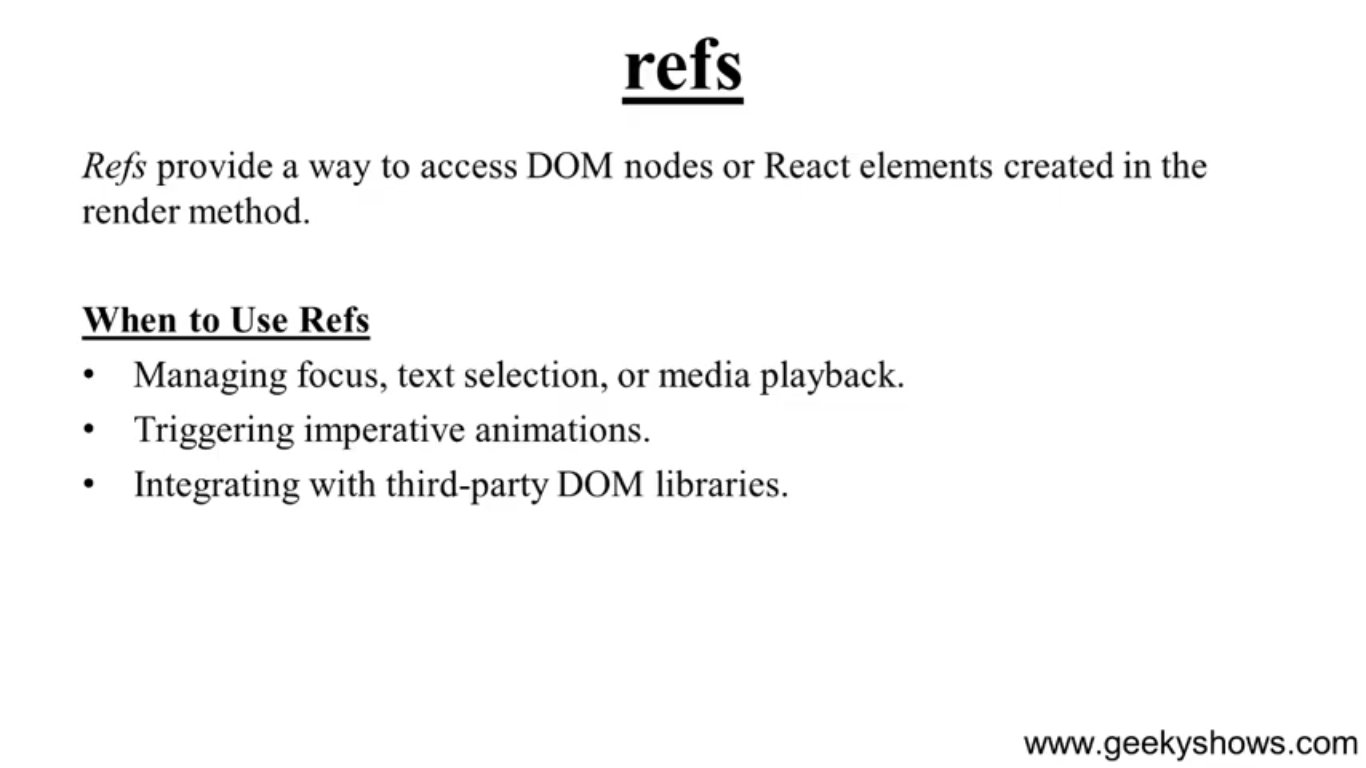 refs
Refs provide a way to access DOM nodes or React elements created in the
render method.
When to Use Refs
• Managing focus, text selection, or media playback.
• Triggering imperative animations.
• Integrating with third-party DOM libraries.
www.geekyshows.com